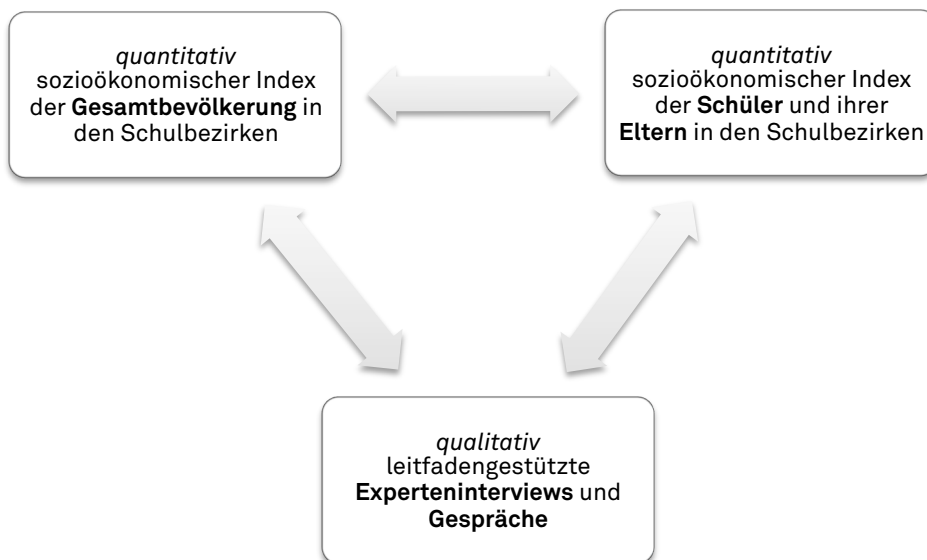 quantitativ
sozioökonomischer Index
der Gesamtbevölkerung in
den Schulbezirken
quantitativ
sozioökonomischer Index
der Schüler und ihrer
Eltern in den Schulbezirken
qualitativ
leitfadengestützte
Experteninterviews und
Gespräche